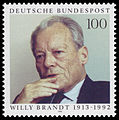 DEUTSCHE BUNDESPOST
100
WILLY BRANDT 1913-1992